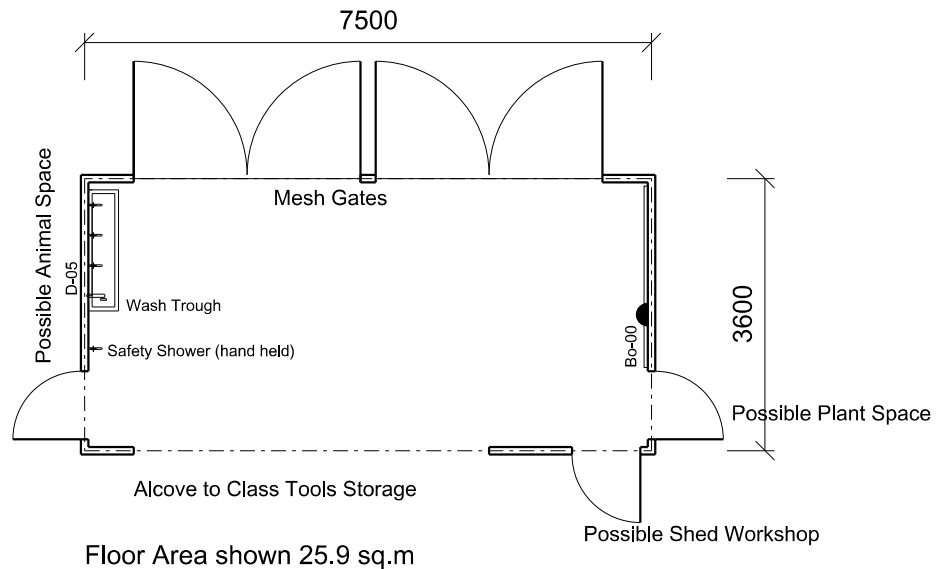 7500
Mesh Gates
Possible Animal Space
D-05
Wash Trough
Safety Shower (hand held)
Bo-00
3600
Possible Plant Space
Alcove to Class Tools Storage
Possible Shed Workshop
Floor Area shown 25.9 sq.m